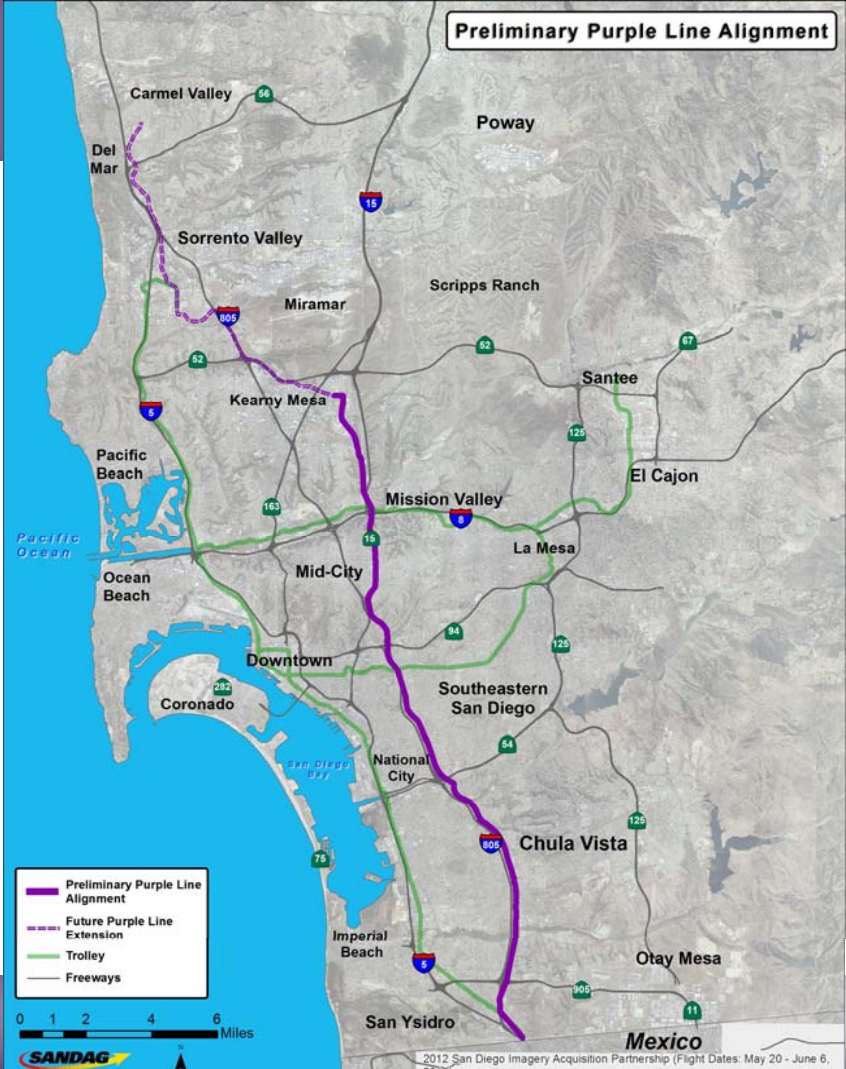 Preliminary Purple Line Alignment
Carmel Valley
56
Poway
Del
Mar
15
Sorrento Valley
Scripps Ranch
Miramar
805
52
67
52
Santee
Kearny Mesa
5
125
Pacific
Beach
El Cajon
Mission Valley
163
8
15
Pacific
Ocean
La Mesa
Mid-City
Ocean
Beach
94
125
Downtown
282
Coronado
Southeastern
San Diego
54
San Diego
Bay
National
City
125
805
Chula Vista
75
Preliminary Purple Line
Alignment
Future Purple Line
Extension
Trolley
Freeways
Imperial
Beach
5
Otay Mesa
905
11
0 1 2 4 6
Miles
San Ysidro
Mexico
SANDAG
N
2012 San Diego Imagery Acquisition Partnership (Flight Dates: May 20 - June 6,